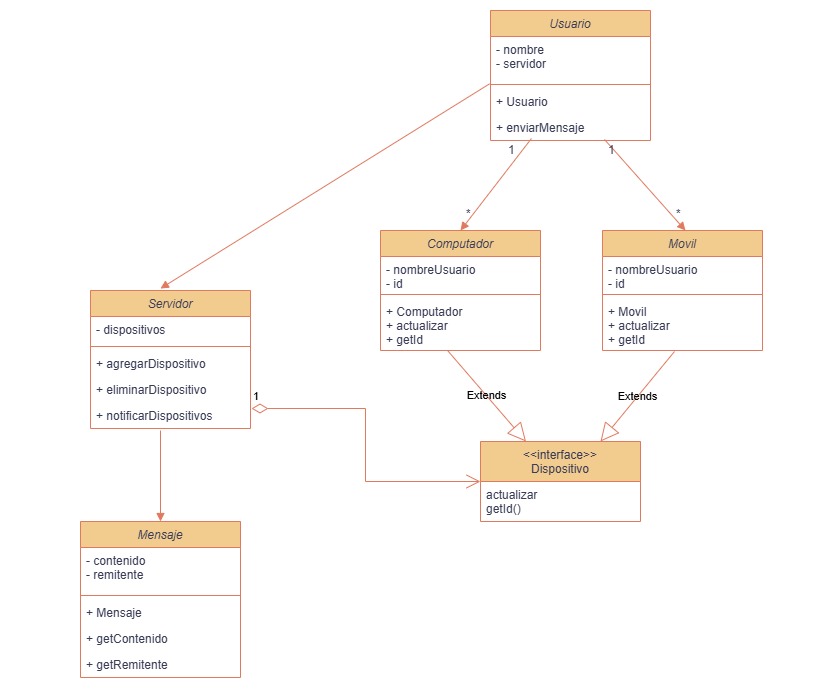 Usuario
- nombre
- servidor
+ Usuario
+ enviarMensaje
1
1
*
*
Computador
- nombreUsuario
- id
+ Computador
+ actualizar
+ getId
Movil
- nombreUsuario
- id
+ Movil
+ actualizar
+ getId
Servidor
- dispositivos
+ agregarDispositivo
+ eliminarDispositivo
+ notificarDispositivos
1
Extends
Extends
<<interface>>
Dispositivo
actualizar
getId()
Mensaje
- contenido
- remitente
+ Mensaje
+ getContenido
+ getRemitente